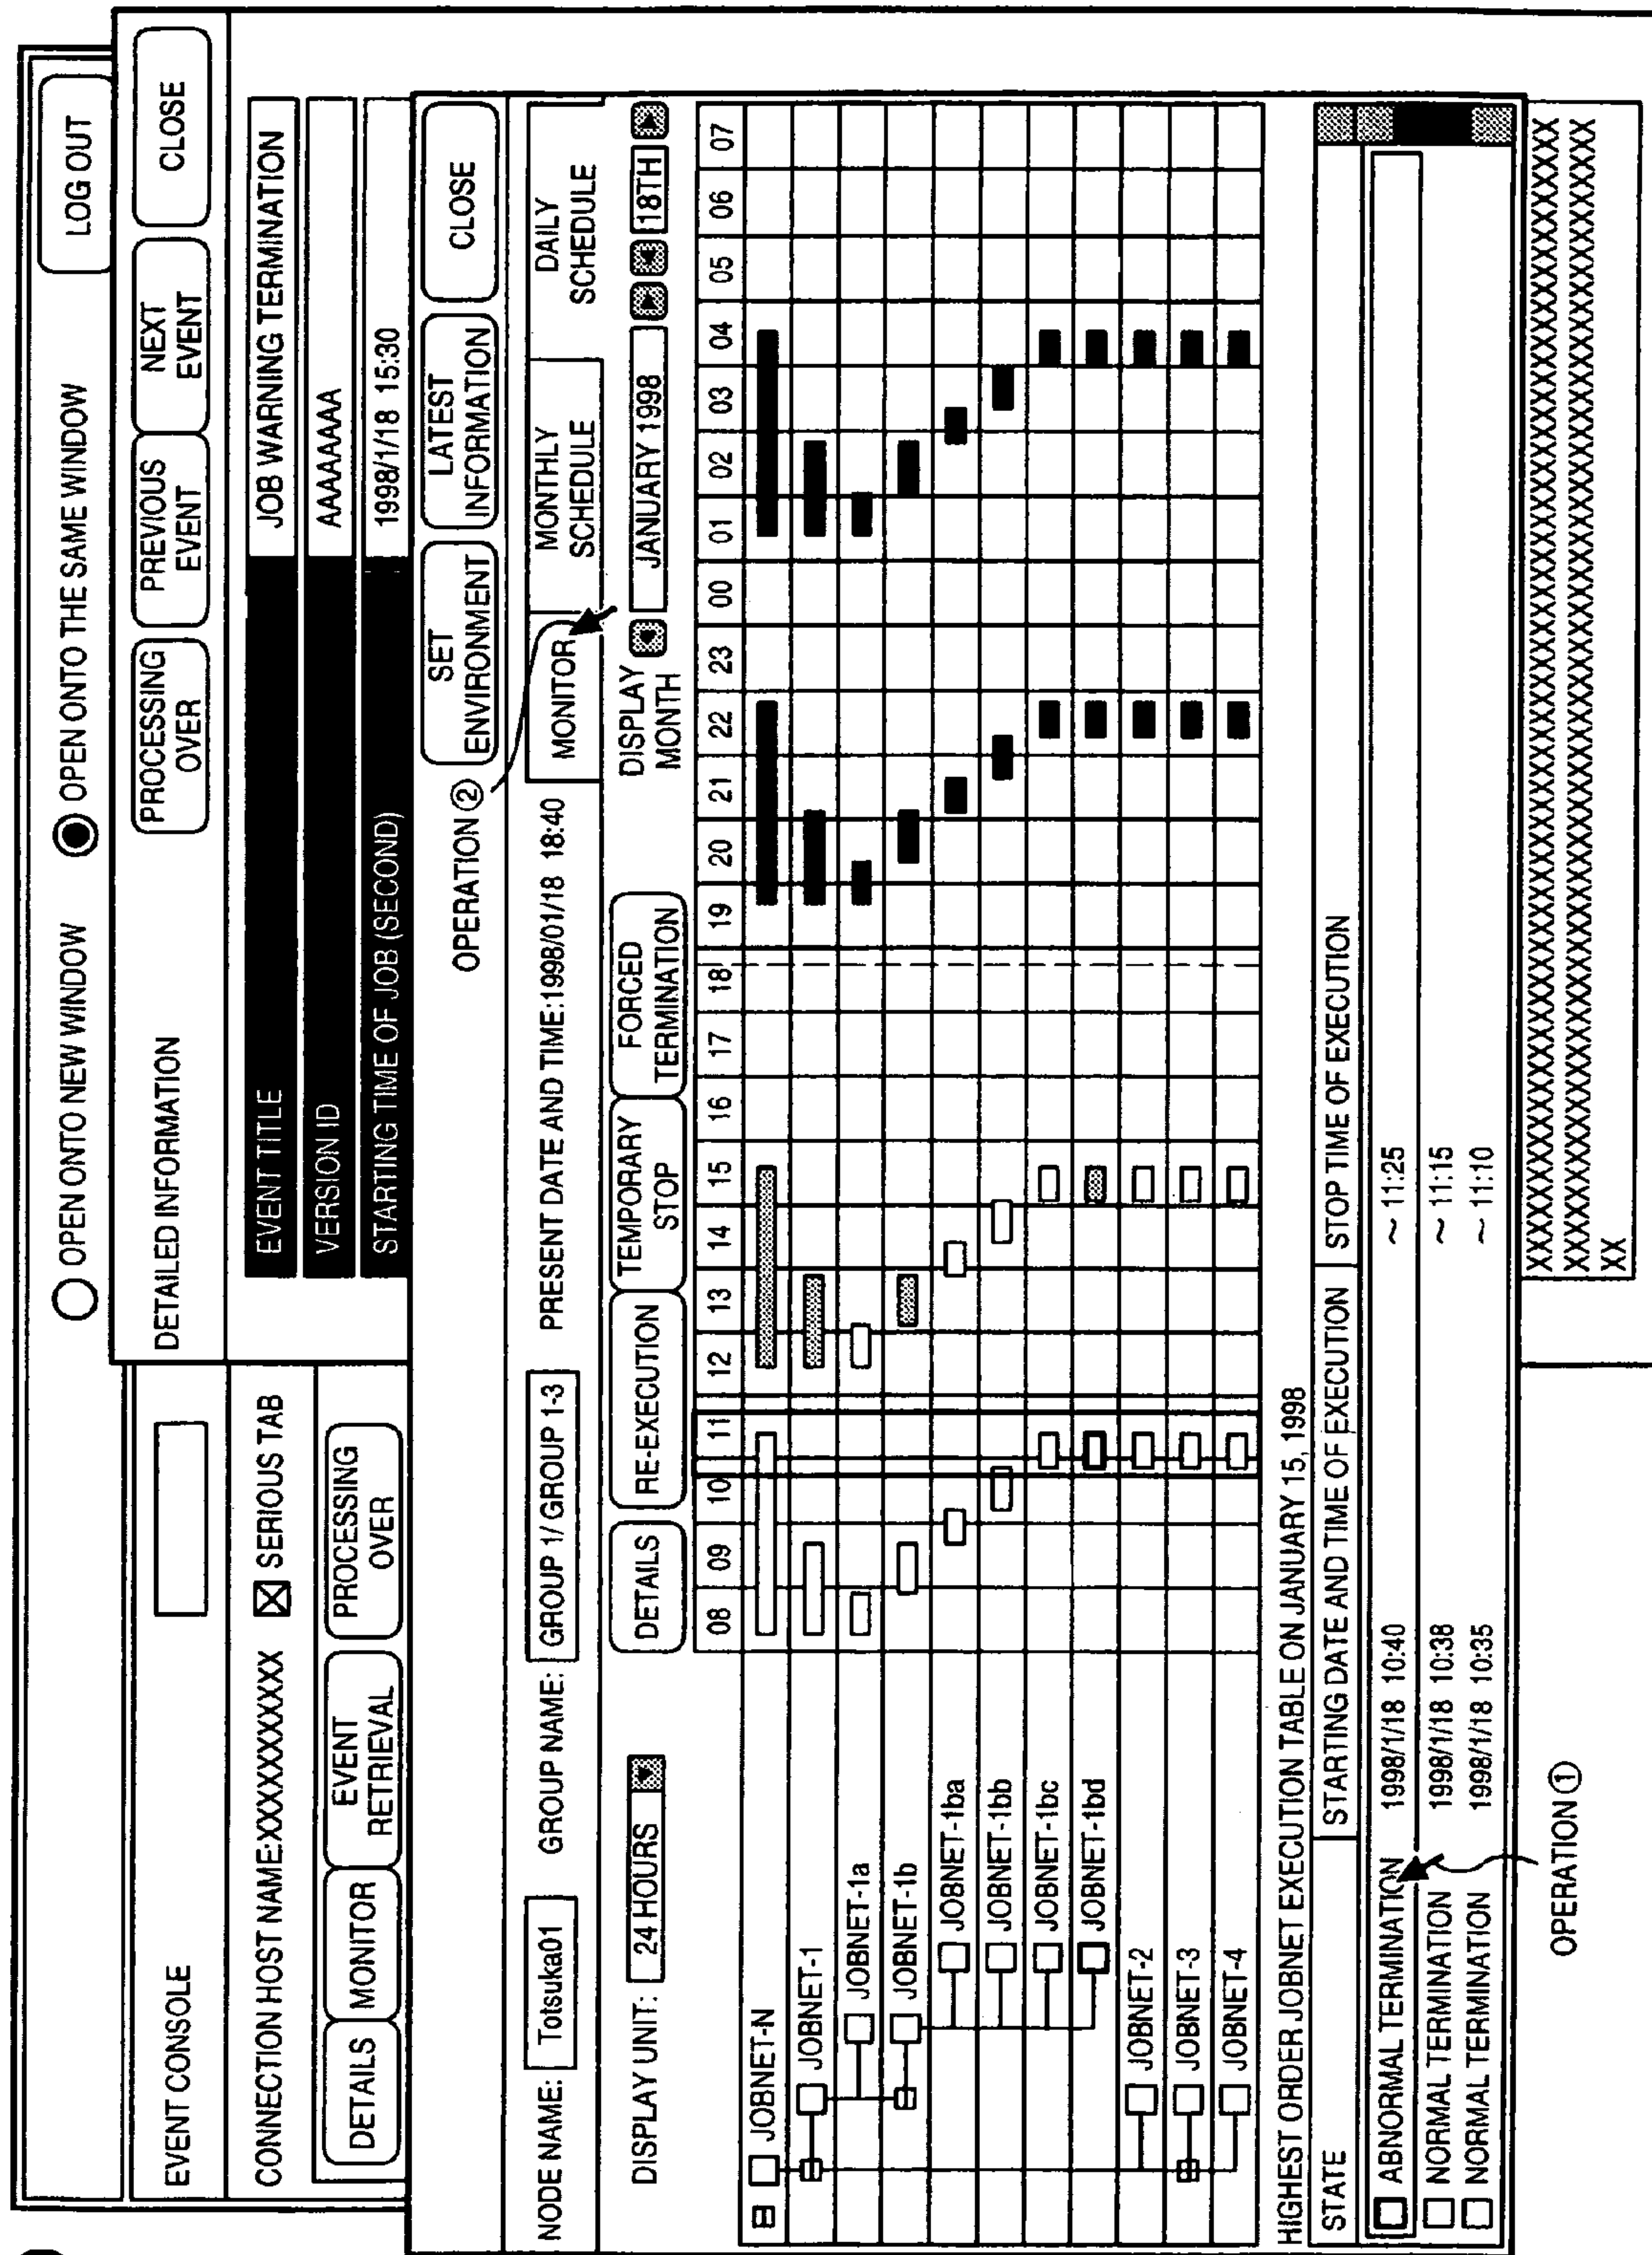 LOG OUT
OPEN ONTO NEW WINDOW
OPEN ONTO THE SAME WINDOW
EVENT CONSOLE
DETAILED INFORMATION
PROCESSING
OVER
PREVIOUS
EVENT
NEXT
EVENT
CLOSE
CONNECTION HOST NAME:XXXXXXXXXXX
SERIOUS TAB
DETAILS
MONITOR
EVENT
RETRIEVAL
PROCESSING
OVER
EVENT TITLE
JOB WARNING TERMINATION
VERSION ID
AAAAAAA
STARTING TIME OF JOB (SECOND)
1998/1/18 15:30
OPERATION ②
SET
ENVIRONMENT
LATEST
INFORMATION
CLOSE
NODE NAME: Totsuka01
GROUP NAME: GROUP 1/ GROUP 1-3
PRESENT DATE AND TIME:1998/01/18 18:40
MONITOR
MONTHLY
SCHEDULE
DAILY
SCHEDULE
DISPLAY UNIT: 24 HOURS
DETAILS
RE-EXECUTION
TEMPORARY
STOP
FORCED
TERMINATION
DISPLAY
MONTH
JANUARY 1998
18TH
08 09 10 11 12 13 14 15 16 17 18 19 20 21 22 23 00 01 02 03 04 05 06 07
JOBNET-N
JOBNET-1
JOBNET-1a
JOBNET-1b
JOBNET-1ba
JOBNET-1bb
JOBNET-1bc
JOBNET-1bd
JOBNET-2
JOBNET-3
JOBNET-4
HIGHEST ORDER JOBNET EXECUTION TABLE ON JANUARY 15, 1998
STATE STARTING DATE AND TIME OF EXECUTION STOP TIME OF EXECUTION
ABNORMAL TERMINATION 1998/1/18 10:40 ~ 11:25
NORMAL TERMINATION 1998/1/18 10:38 ~ 11:15
NORMAL TERMINATION 1998/1/18 10:35 ~ 11:10
OPERATION ①
XX